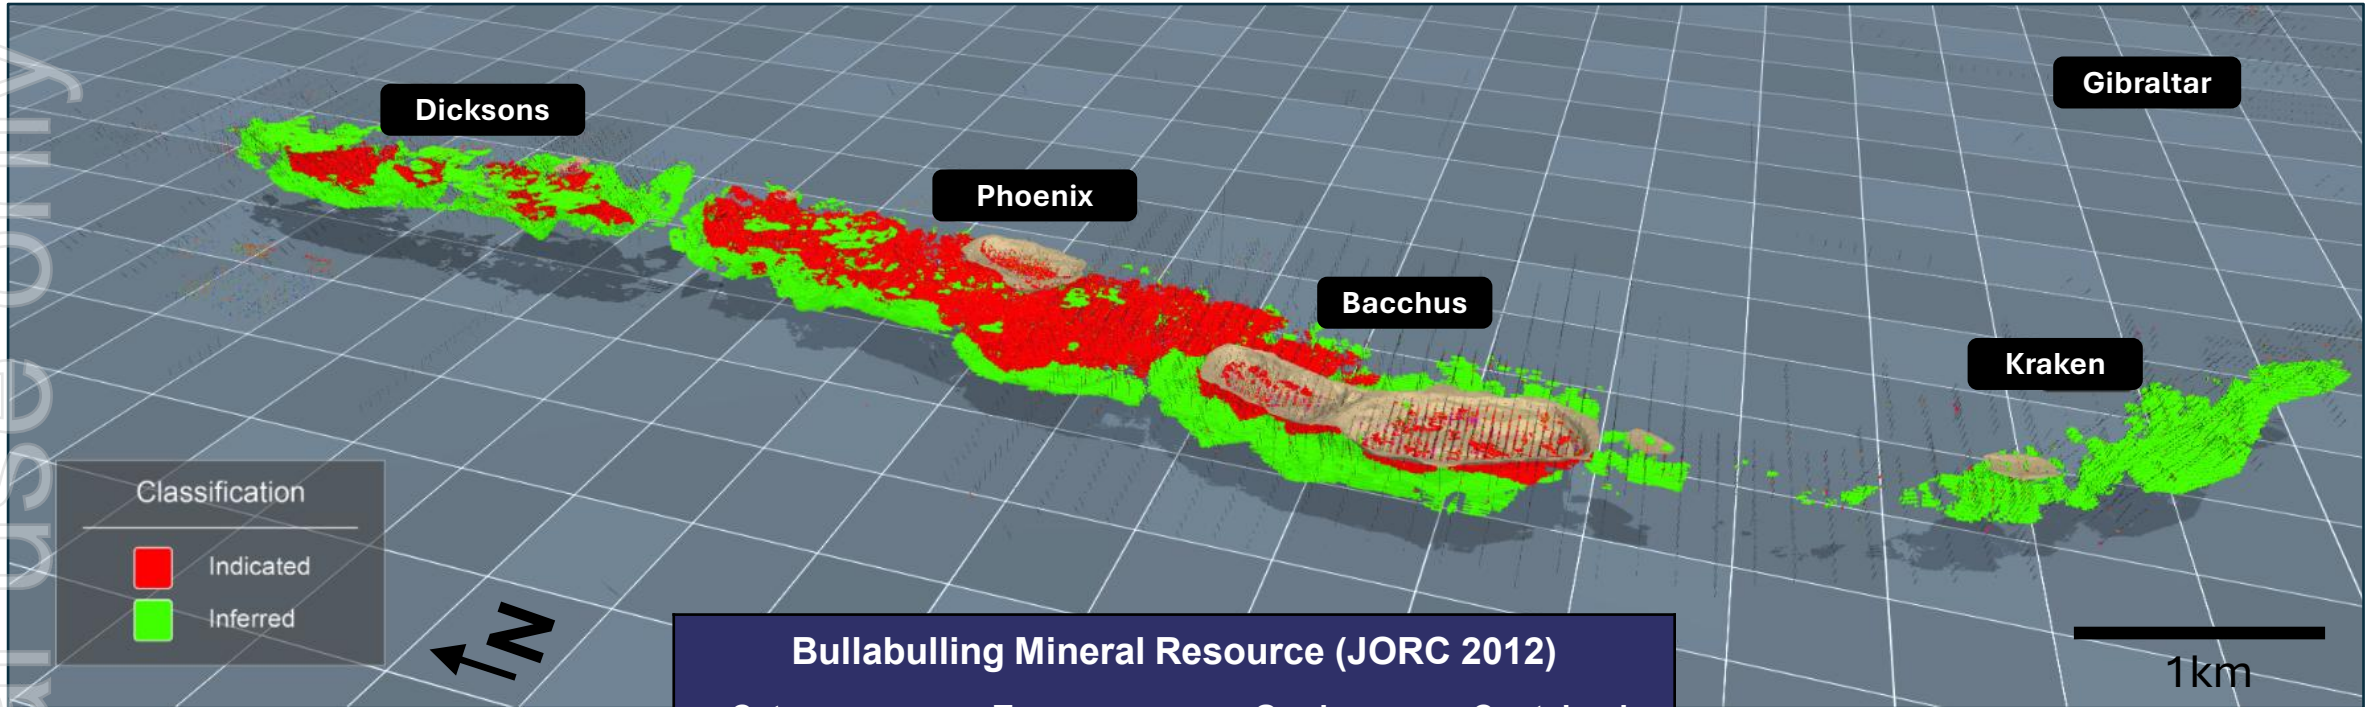 Dicksons
Gibraltar
Phoenix
Bacchus
Kraken
Classification
Indicated
Inferred
N
1km
Bullabulling Mineral Resource (JORC 2012)